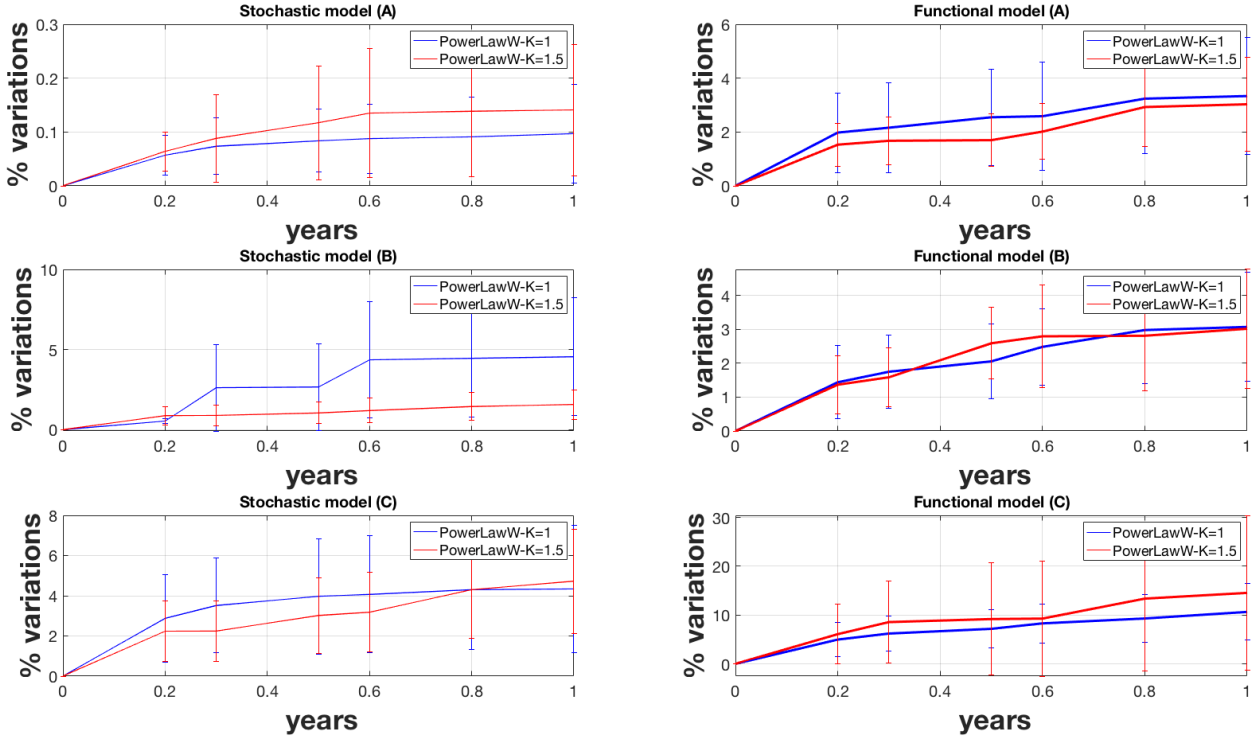 Stochastic model (A)
% variations
0.3
0.2
0.1
0
PowerLawW-K=1
PowerLawW-K=1.5
0 0.2 0.4 0.6 0.8 1
years
Functional model (A)
% variations
6
4
2
0
PowerLawW-K=1
PowerLawW-K=1.5
0 0.2 0.4 0.6 0.8 1
years
Stochastic model (B)
% variations
10
5
0
PowerLawW-K=1
PowerLawW-K=1.5
0 0.2 0.4 0.6 0.8 1
years
Functional model (B)
% variations
4
3
2
1
0
PowerLawW-K=1
PowerLawW-K=1.5
0 0.2 0.4 0.6 0.8 1
years
Stochastic model (C)
% variations
8
6
4
2
0
PowerLawW-K=1
PowerLawW-K=1.5
0 0.2 0.4 0.6 0.8 1
years
Functional model (C)
% variations
30
20
10
0
PowerLawW-K=1
PowerLawW-K=1.5
0 0.2 0.4 0.6 0.8 1
years